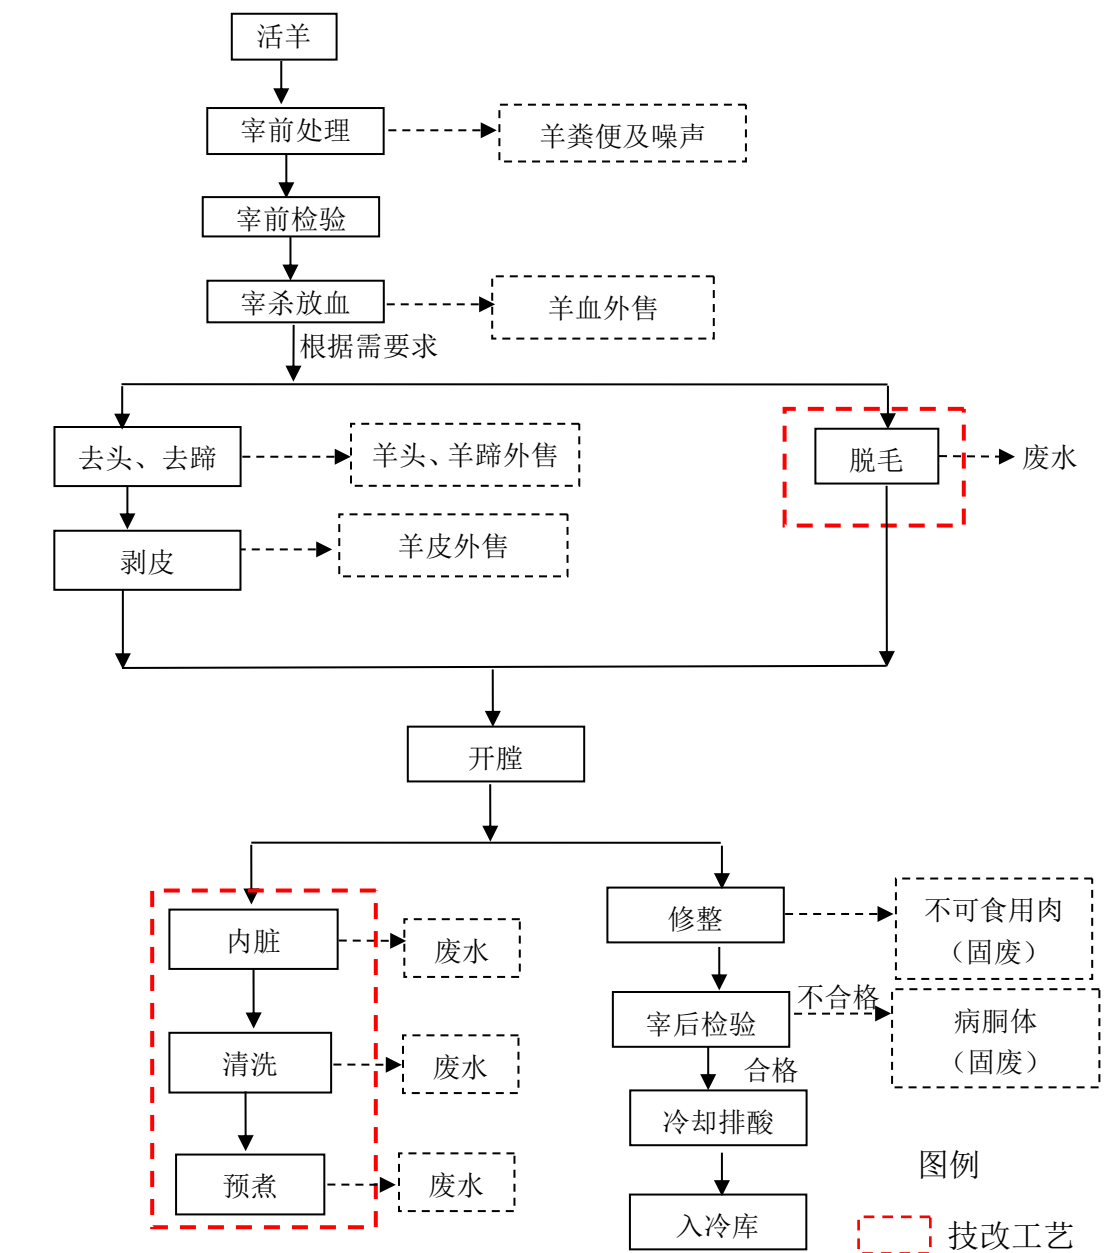 活羊
宰前处理
羊粪便及噪声
宰前检验
宰杀放血
羊血外售
根据需要求
去头、去蹄
羊头、羊蹄外售
脱毛
废水
剥皮
羊皮外售
开膛
内脏
废水
修整
不可食用肉
（固废）
清洗
废水
宰后检验
不合格
病胴体
（固废）
合格
冷却排酸
预煮
废水
入冷库
图例
技改工艺